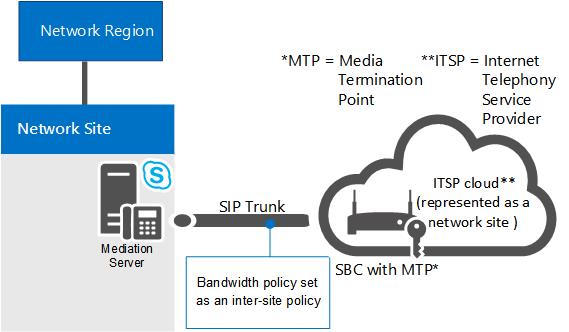 Network Region
*MTP = Media
Termination
Point
**ITSP = Internet
Telephony
Service
Provider
Network Site
Mediation
Server
SIP Trunk
ITSP cloud**
(represented as a
network site )
SBC with MTP*
Bandwidth policy set
as an inter-site policy